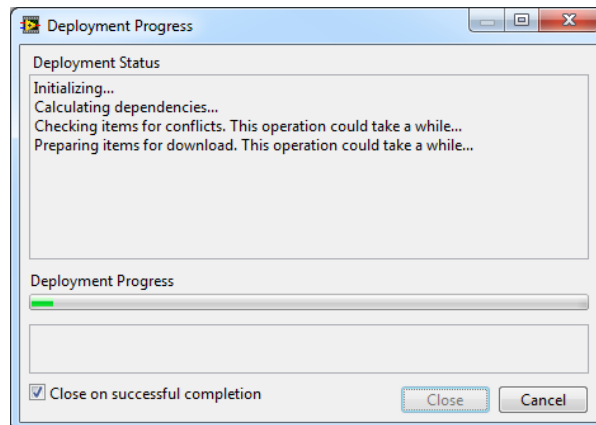 Deployment Progress
Deployment Status
Initializing...
Calculating dependencies...
Checking items for conflicts. This operation could take a while...
Preparing items for download. This operation could take a while...
Deployment Progress
Close on successful completion
Close
Cancel